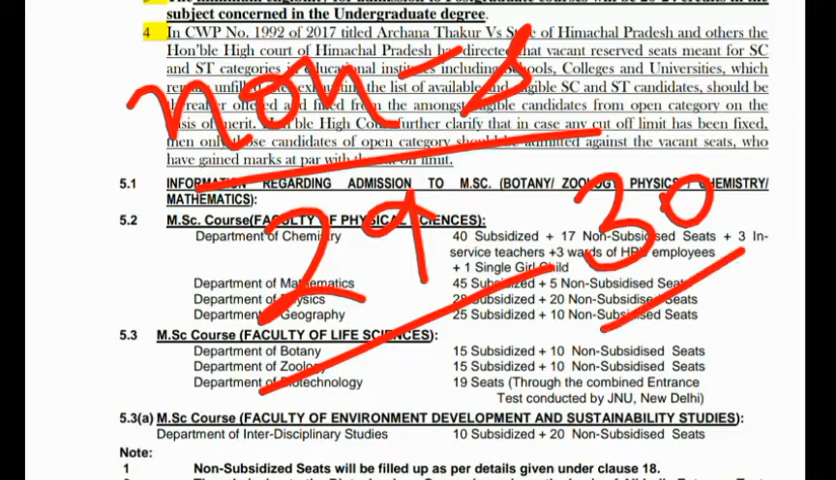 subject concerned in the Undergraduate degree.
4 In CWP No. 1992 of 2017 titled Archana Thakur Vs State of Himachal Pradesh and others the
Hon'ble High court of Himachal Pradesh has directed that vacant reserved seats meant for SC
and ST categories in educational institutes including Schools, Colleges and Universities, which
the list of available and eligible SC and ST candidates, should be
offered and filled from the amongst eligible candidates from open category on the
basis of merit. Hon'ble High Court further clarify that in case any cut off limit has been fixed,
then only those candidates of open category should be admitted against the vacant seats, who
have gained marks at par with the limit.
non-s
29
30
5.1 INFORMATION REGARDING ADMISSION TO M.SC. (BOTANY/ ZOOLOGY PHYSICS/ CHEMISTRY/
MATHEMATICS):
5.2 M.Sc. Course(FACULTY OF PHYSICAL SCIENCES):
Department of Chemistry 40 Subsidized + 17 Non-Subsidised Seats + 3 In-
service teachers +3 wards of HPU employees
+ 1 Single Girl Child
Department of Mathematics 45 Subsidized + 5 Non-Subsidised Seats
Department of Physics 28 Subsidized + 20 Non-Subsidised Seats
Department of Geography 25 Subsidized + 10 Non-Subsidised Seats
5.3 M.Sc Course (FACULTY OF LIFE SCIENCES):
Department of Botany 15 Subsidized + 10 Non-Subsidised Seats
Department of Zoology 15 Subsidized + 10 Non-Subsidised Seats
Department of Biotechnology 19 Seats (Through the combined Entrance
Test conducted by JNU, New Delhi)
5.3(a) M.Sc Course (FACULTY OF ENVIRONMENT DEVELOPMENT AND SUSTAINABILITY STUDIES):
Department of Inter-Disciplinary Studies 10 Subsidized + 20 Non-Subsidised Seats
Note:
1 Non-Subsidized Seats will be filled up as per details given under clause 18.